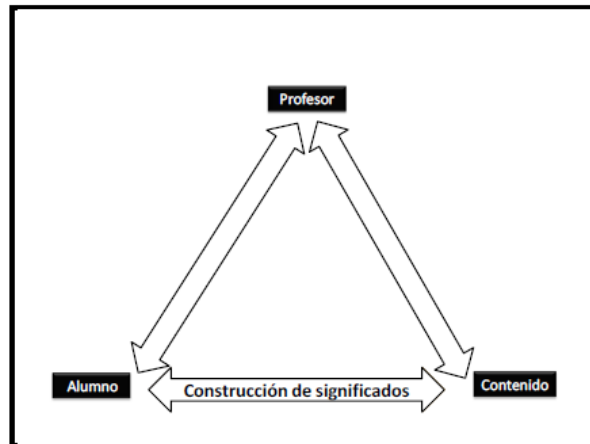 Profesor
Alumno
Construcción de significados
Contenido